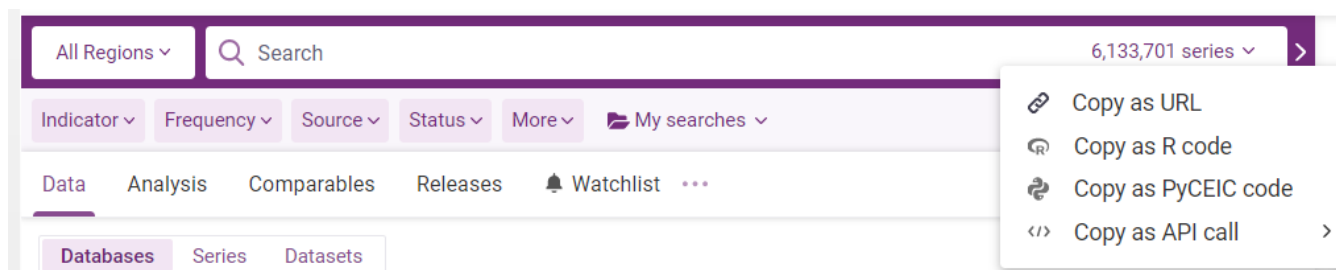 All Regions Search 6,133,701 series
Copy as URL
Indicator Frequency Source Status More My searches
Copy as R code
Data Analysis Comparables Releases Watchlist
Copy as PyCEIC code
Copy as API call
Databases Series Datasets